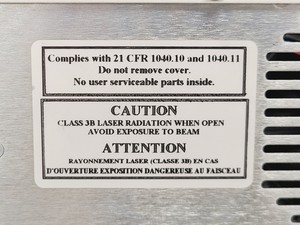 Complies with 21 CFR 1040.10 and 1040.11
Do not remove cover.
No user serviceable parts inside.
CAUTION
CLASS 3B LASER RADIATION WHEN OPEN
AVOID EXPOSURE TO BEAM
ATTENTION
RAYONNEMENT LASER (CLASSE 3B) EN CAS
D'OUVERTURE EXPOSITION DANGEREUSE AU FAISCEAU